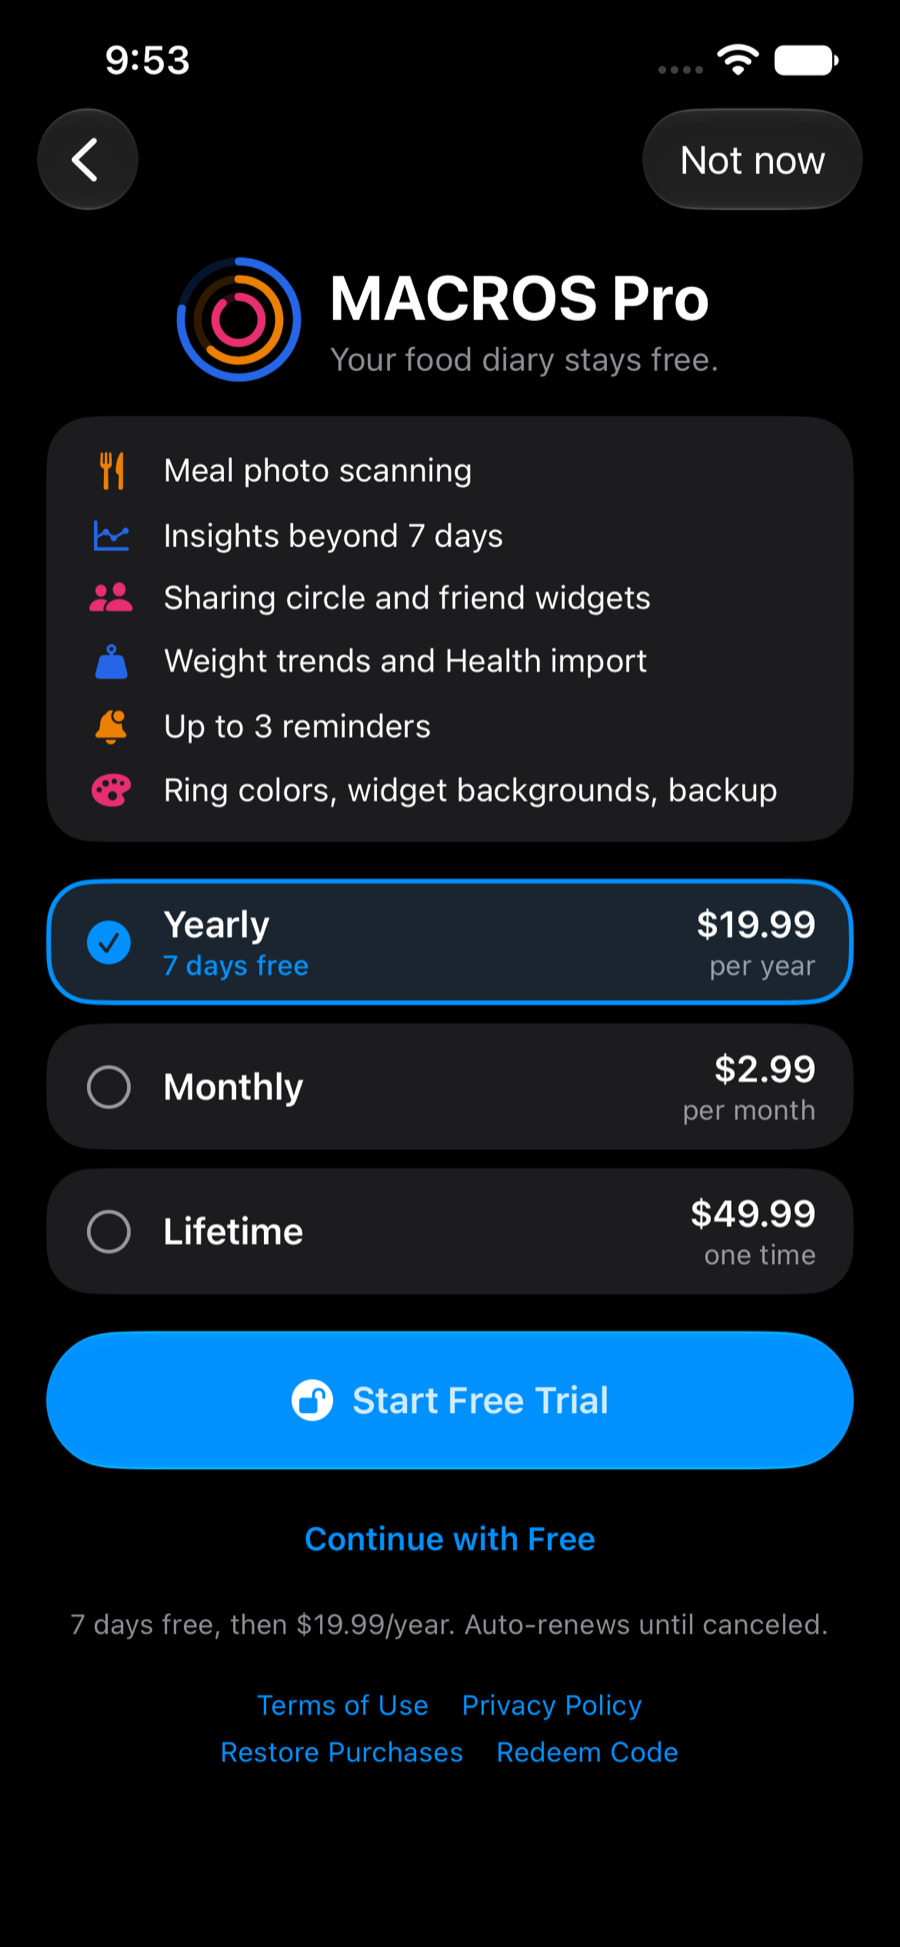 9:53
Not now
MACROS Pro
Your food diary stays free.
Meal photo scanning
Insights beyond 7 days
Sharing circle and friend widgets
Weight trends and Health import
Up to 3 reminders
Ring colors, widget backgrounds, backup
Yearly
$19.99
7 days free
per year
Monthly
$2.99
per month
Lifetime
$49.99
one time
Start Free Trial
Continue with Free
7 days free, then $19.99/year. Auto-renews until canceled.
Terms of Use Privacy Policy
Restore Purchases Redeem Code